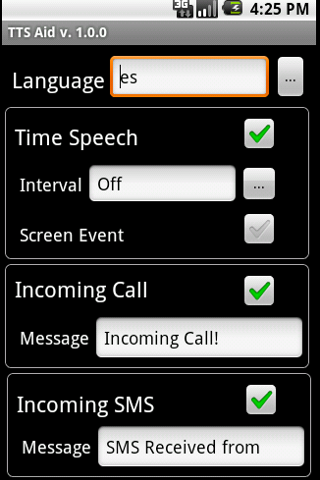 3G 4:25 PM
TTS Aid v. 1.0.0
Language es ...
Time Speech
Interval Off ...
Screen Event
Incoming Call
Message Incoming Call!
Incoming SMS
Message SMS Received from